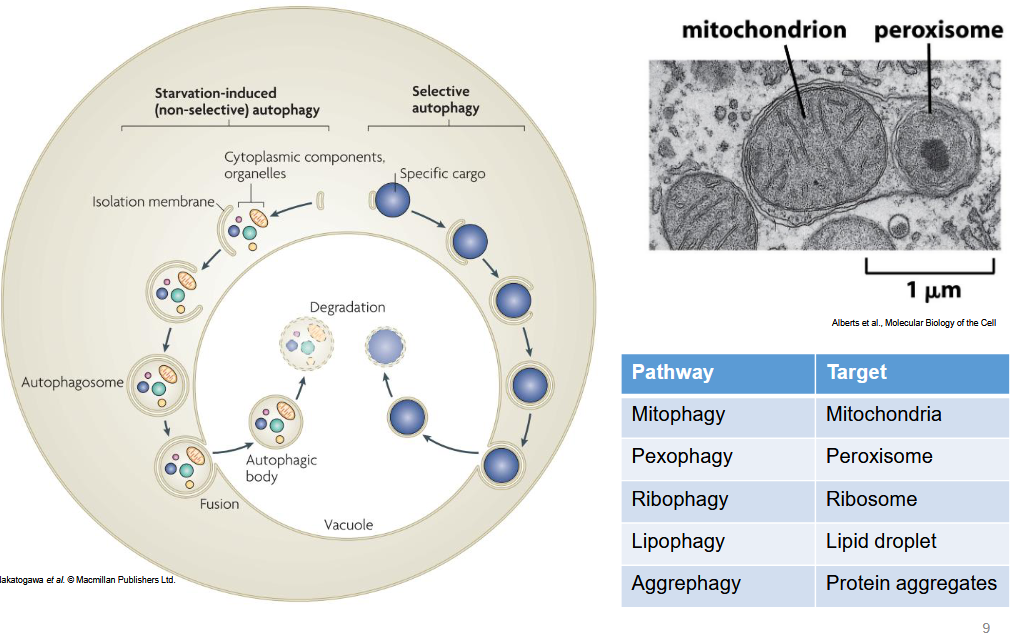 Starvation-induced
(non-selective) autophagy
Selective
autophagy
Cytoplasmic components,
organelles
Specific cargo
Isolation membrane
Degradation
Autophagosome
Autophagic
body
Fusion
Vacuole
et al. © Macmillan Publishers Ltd.
mitochondrion peroxisome
1 µm
Alberts et al., Molecular Biology of the Cell
Pathway Target
Mitophagy Mitochondria
Pexophagy Peroxisome
Ribophagy Ribosome
Lipophagy Lipid droplet
Aggrephagy Protein aggregates
9